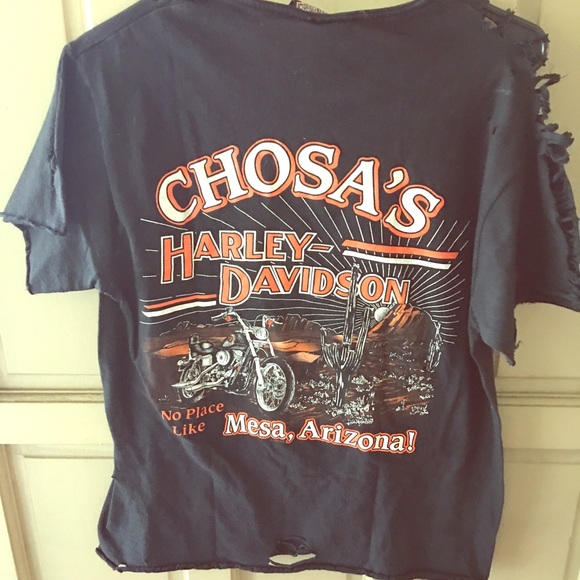 CHOSA'S
HARLEY-
DAVIDSON
No Place
Like
Mesa, Arizona!